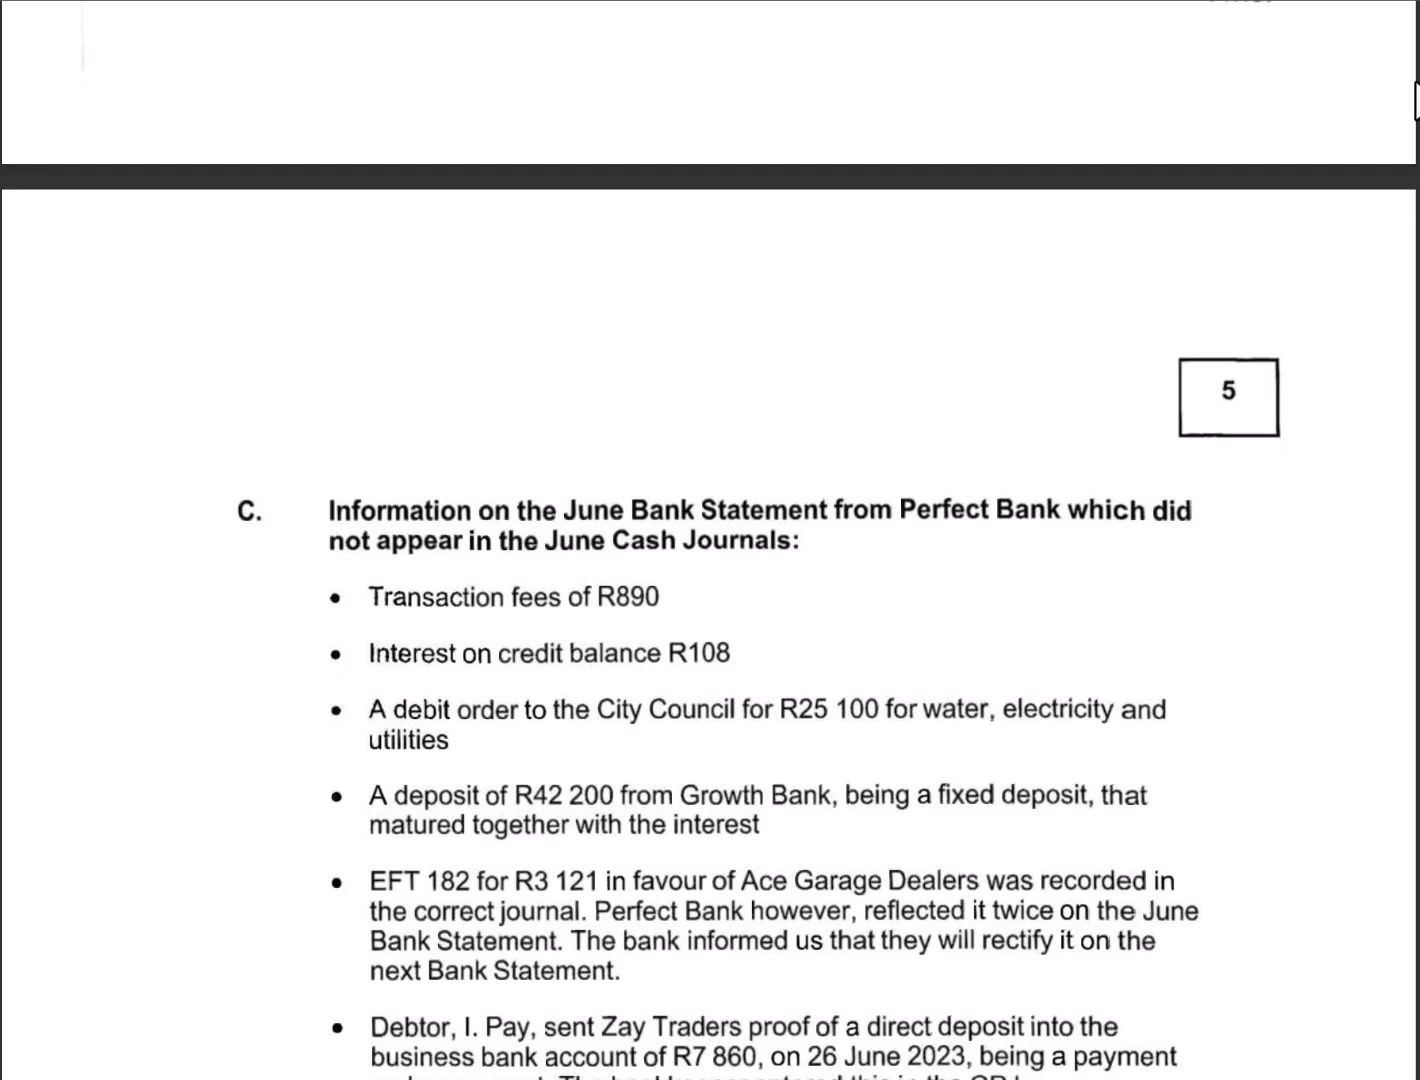 5
C. Information on the June Bank Statement from Perfect Bank which did
not appear in the June Cash Journals:
• Transaction fees of R890
• Interest on credit balance R108
• A debit order to the City Council for R25 100 for water, electricity and
utilities
• A deposit of R42 200 from Growth Bank, being a fixed deposit, that
matured together with the interest
• EFT 182 for R3 121 in favour of Ace Garage Dealers was recorded in
the correct journal. Perfect Bank however, reflected it twice on the June
Bank Statement. The bank informed us that they will rectify it on the
next Bank Statement.
• Debtor, I. Pay, sent Zay Traders proof of a direct deposit into the
business bank account of R7 860, on 26 June 2023, being a payment